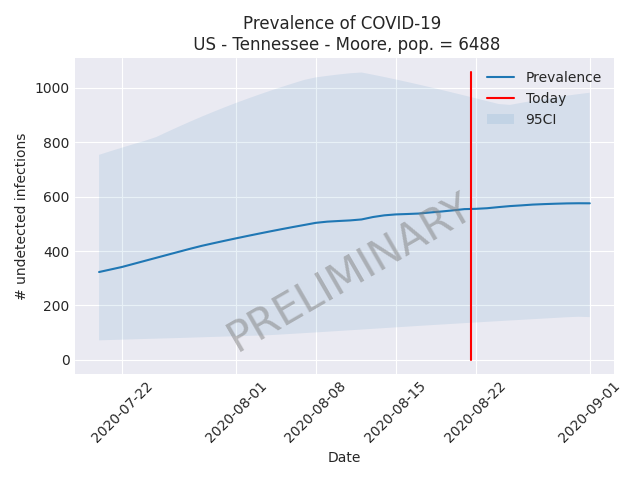 Prevalence of COVID-19
US - Tennessee - Moore, pop. = 6488
# undetected infections
1000
800
600
400
200
0
Prevalence
Today
95CI
PRELIMINARY
2020-07-22
2020-08-01
2020-08-08
2020-08-15
2020-08-22
2020-09-01
Date